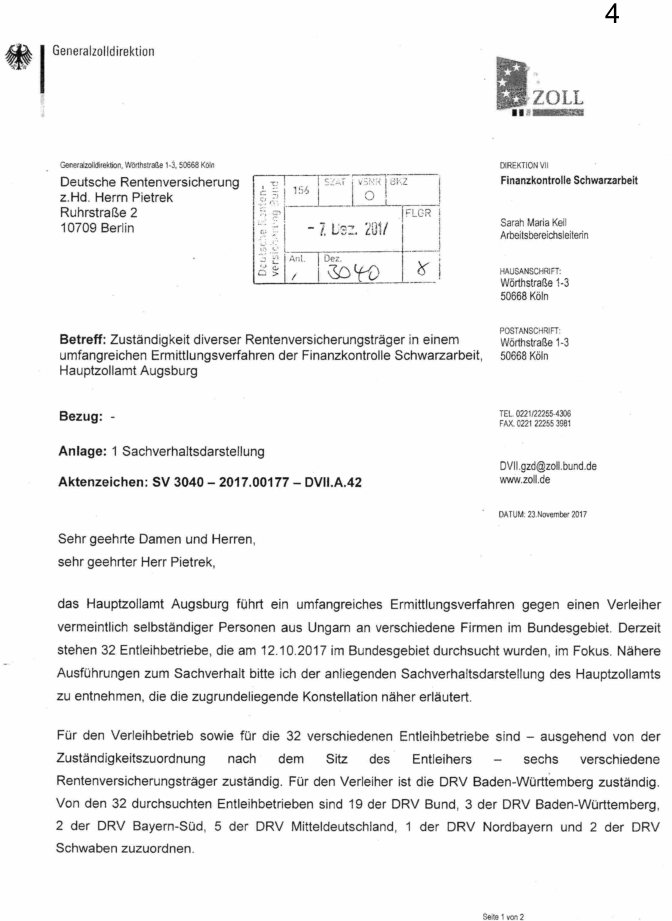 4
Generalzolldirektion
ZOLL
Generalzolldirektion, Wörthstraße 1-3, 50668 Köln
Deutsche Rentenversicherung
z.Hd. Herrn Pietrek
Ruhrstraße 2
10709 Berlin
Deutsche Renten-
versicherung Bund
156 SZAT VSNR BKZ
O
- 7. Dez. 2017 FLGR
Anl. Dez.
3040 8
DIREKTION VII
Finanzkontrolle Schwarzarbeit
Sarah Maria Keil
Arbeitsbereichsleiterin
HAUSANSCHRIFT:
Wörthstraße 1-3
50668 Köln
POSTANSCHRIFT:
Wörthstraße 1-3
50668 Köln
TEL. 0221/22255-4306
FAX. 0221 22255 3981
DVII.gzd@zoll.bund.de
www.zoll.de
DATUM: 23.November 2017
Betreff: Zuständigkeit diverser Rentenversicherungsträger in einem
umfangreichen Ermittlungsverfahren der Finanzkontrolle Schwarzarbeit,
Hauptzollamt Augsburg
Bezug: -
Anlage: 1 Sachverhaltsdarstellung
Aktenzeichen: SV 3040 – 2017.00177 – DVII.A.42
Sehr geehrte Damen und Herren,
sehr geehrter Herr Pietrek,
das Hauptzollamt Augsburg führt ein umfangreiches Ermittlungsverfahren gegen einen Verleiher
vermeintlich selbständiger Personen aus Ungarn an verschiedene Firmen im Bundesgebiet. Derzeit
stehen 32 Entleihbetriebe, die am 12.10.2017 im Bundesgebiet durchsucht wurden, im Fokus. Nähere
Ausführungen zum Sachverhalt bitte ich der anliegenden Sachverhaltsdarstellung des Hauptzollamts
zu entnehmen, die die zugrundeliegende Konstellation näher erläutert.
Für den Verleihbetrieb sowie für die 32 verschiedenen Entleihbetriebe sind – ausgehend von der
Zuständigkeitszuordnung nach dem Sitz des Entleihers – sechs verschiedene
Rentenversicherungsträger zuständig. Für den Verleiher ist die DRV Baden-Württemberg zuständig.
Von den 32 durchsuchten Entleihbetrieben sind 19 der DRV Bund, 3 der DRV Baden-Württemberg,
2 der DRV Bayern-Süd, 5 der DRV Mitteldeutschland, 1 der DRV Nordbayern und 2 der DRV
Schwaben zuzuordnen.
Seite 1 von 2